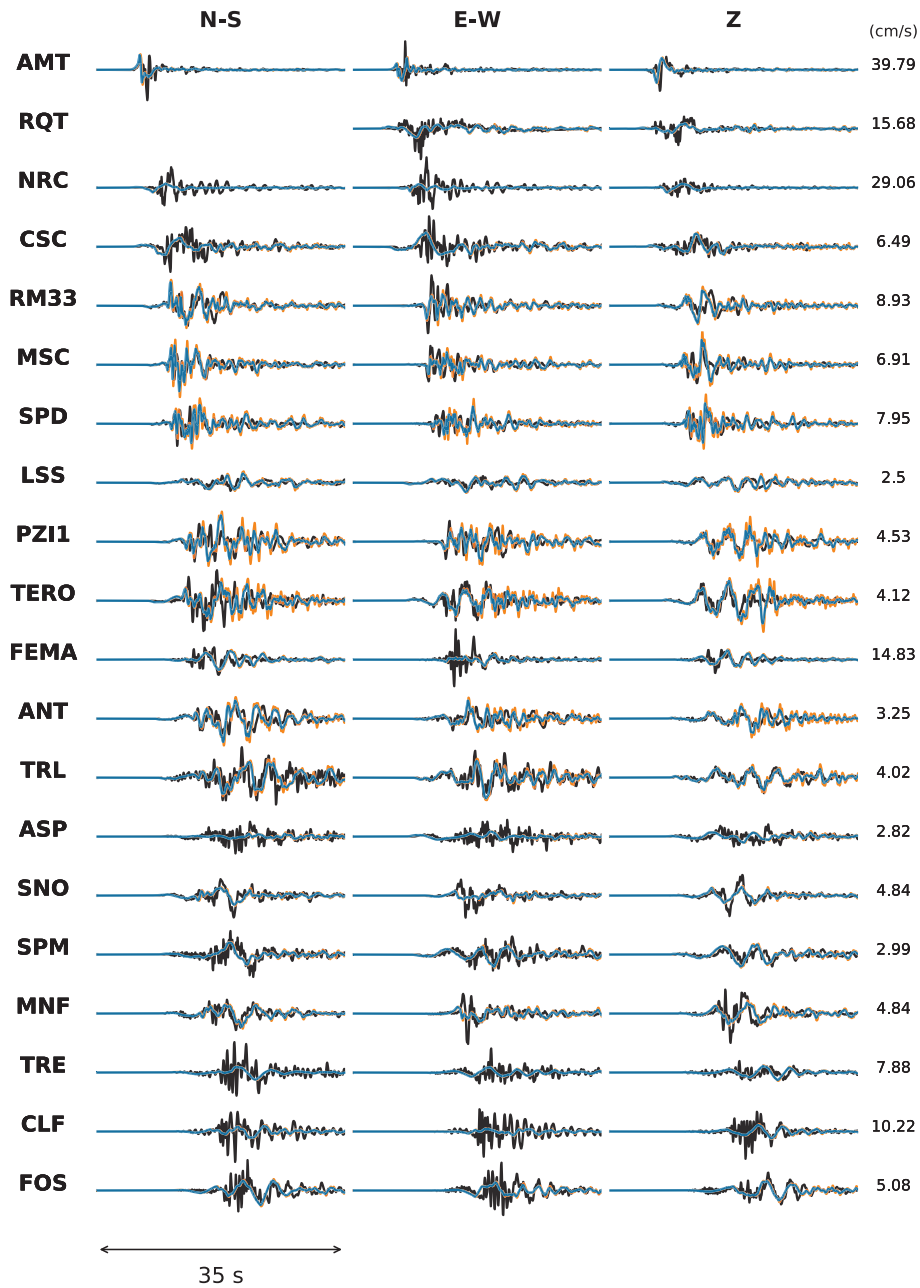 N-S E-W Z
(cm/s)
AMT 39.79
RQT 15.68
NRC 29.06
CSC 6.49
RM33 8.93
MSC 6.91
SPD 7.95
LSS 2.5
PZI1 4.53
TERO 4.12
FEMA 14.83
ANT 3.25
TRL 4.02
ASP 2.82
SNO 4.84
SPM 2.99
MNF 4.84
TRE 7.88
CLF 10.22
FOS 5.08
35 s